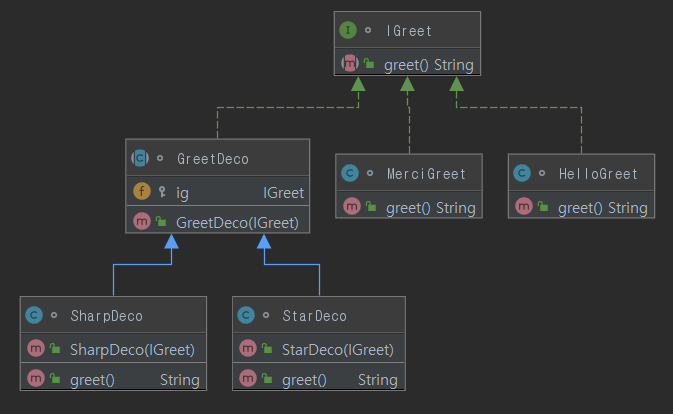 I IGreet
m greet() String
C GreetDeco
f ig IGreet
m GreetDeco(IGreet)
C MerciGreet
m greet() String
C HelloGreet
m greet() String
C SharpDeco
m SharpDeco(IGreet)
m greet() String
C StarDeco
m StarDeco(IGreet)
m greet() String